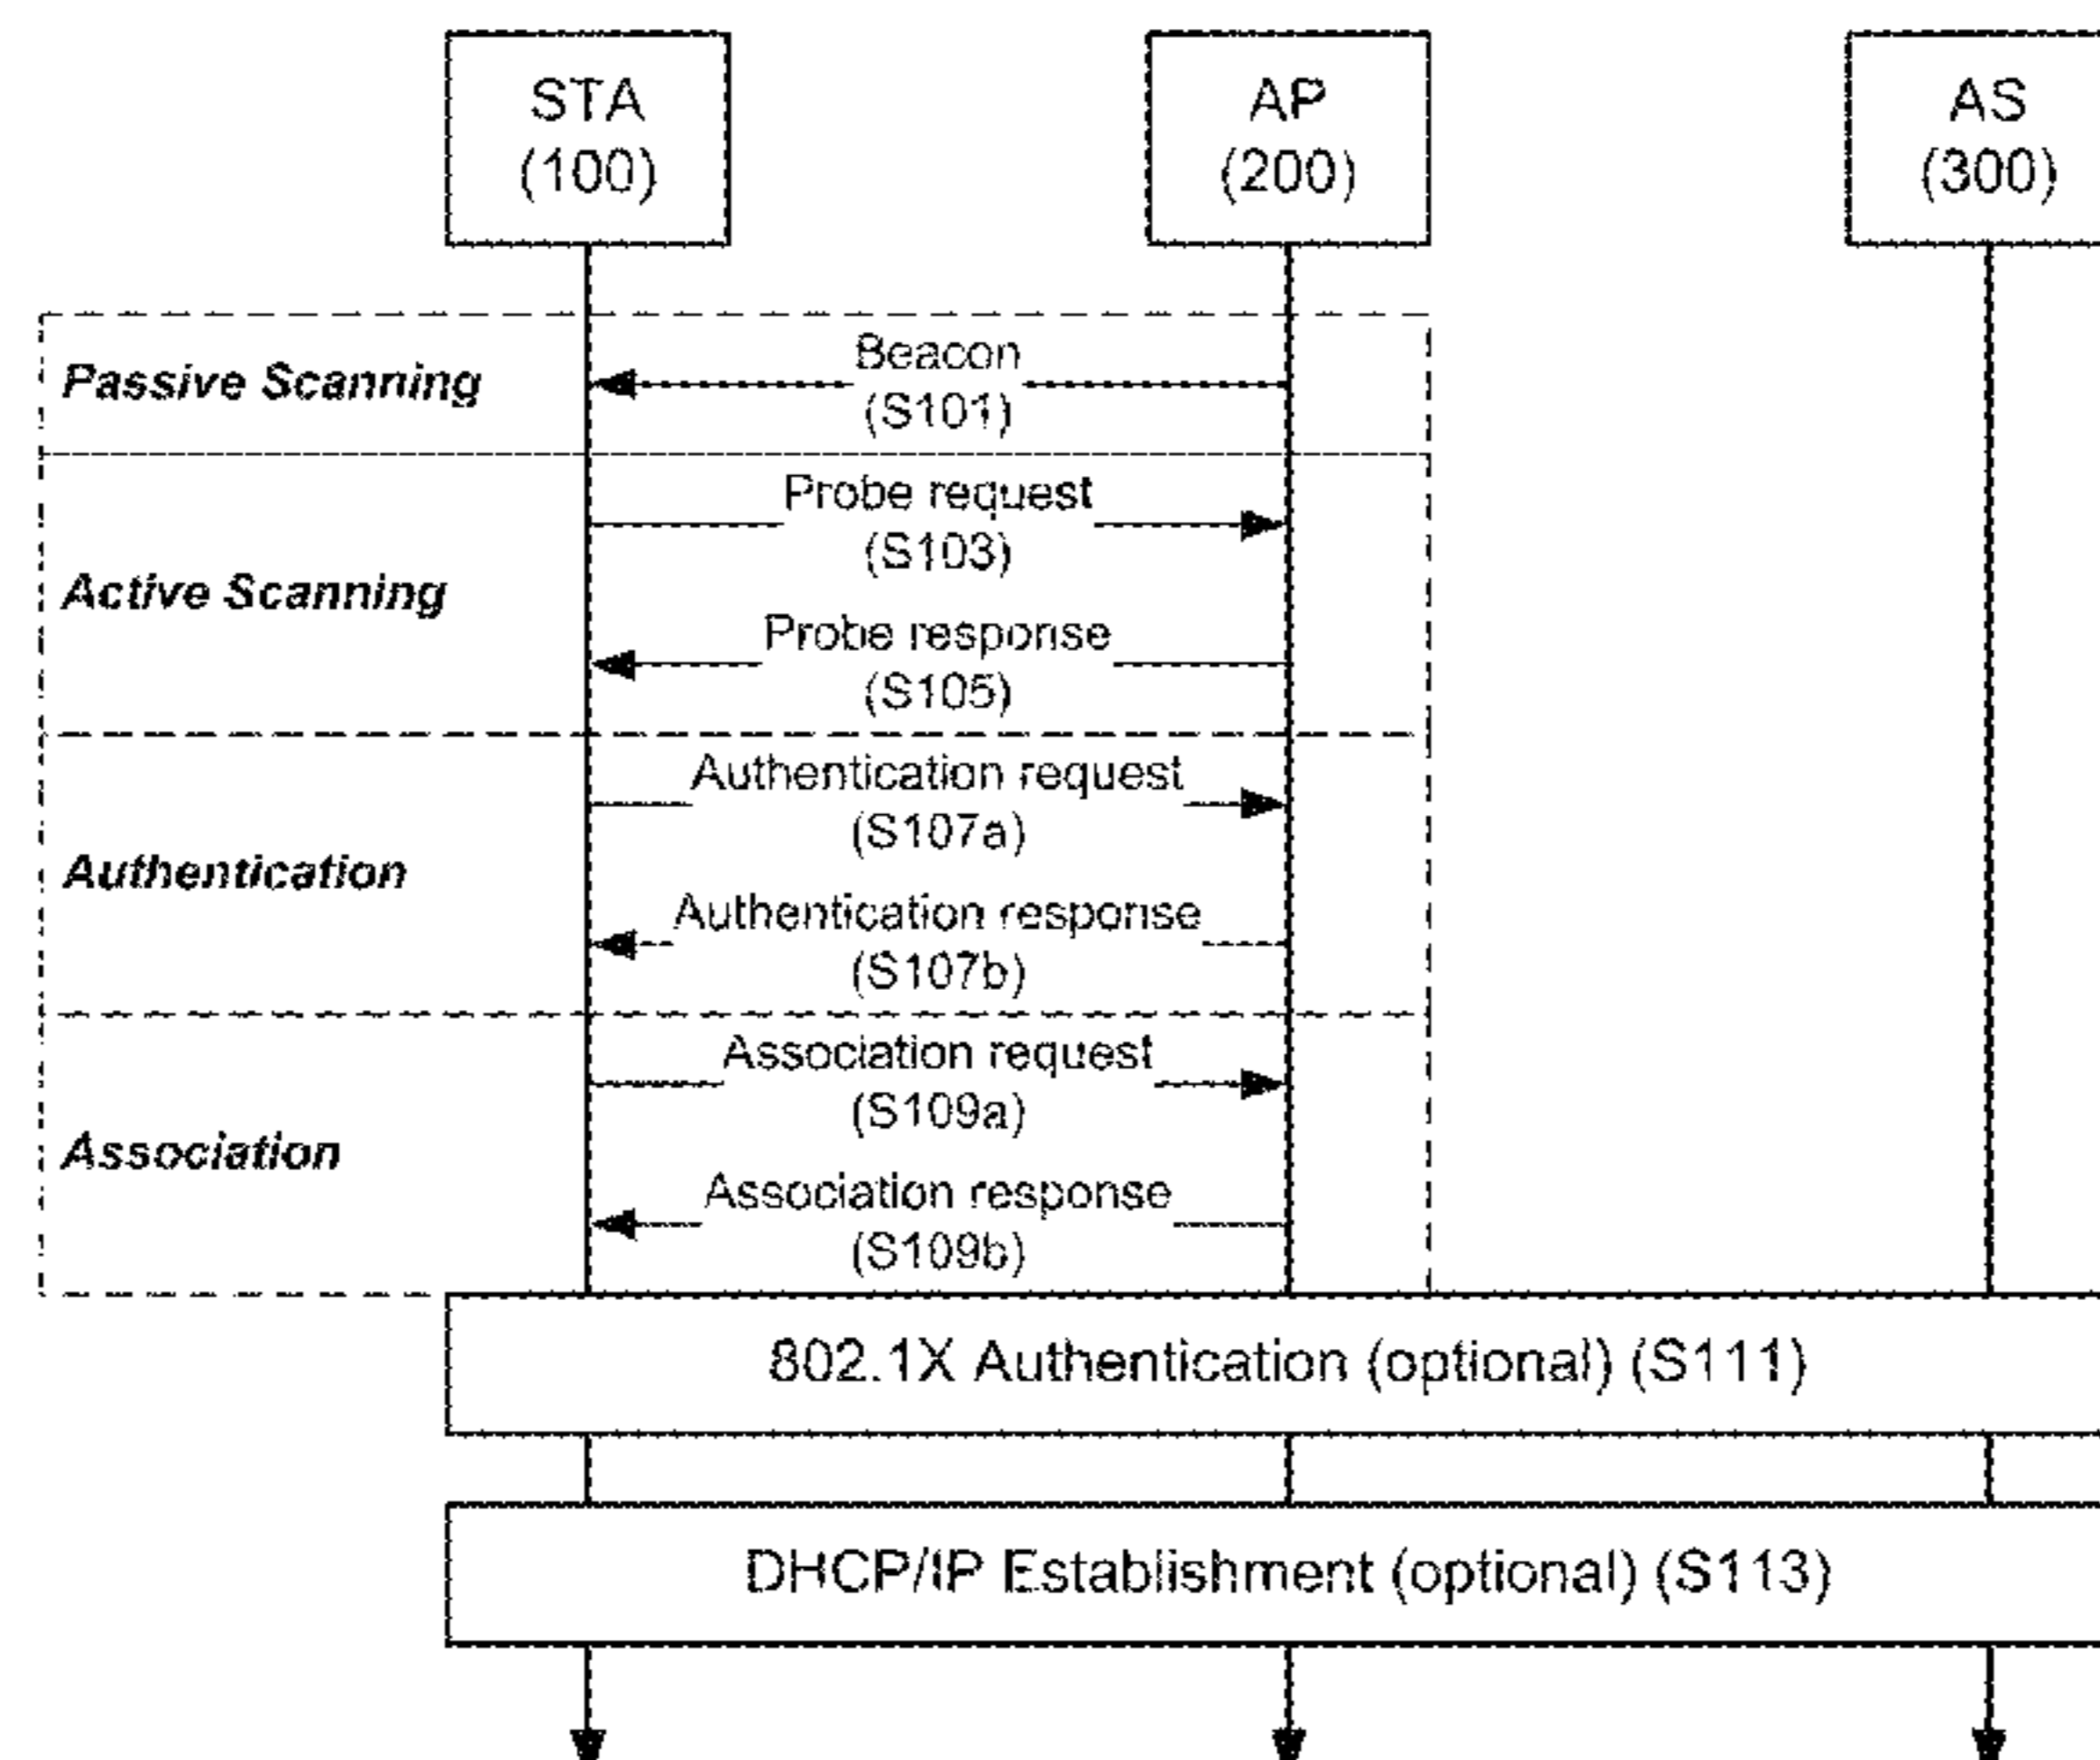 STA
(100)
AP
(200)
AS
(300)
Passive Scanning
Beacon
(S101)
Active Scanning
Probe request
(S103)
Probe response
(S105)
Authentication
Authentication request
(S107a)
Authentication response
(S107b)
Association
Association request
(S109a)
Association response
(S109b)
802.1X Authentication (optional) (S111)
DHCP/IP Establishment (optional) (S113)